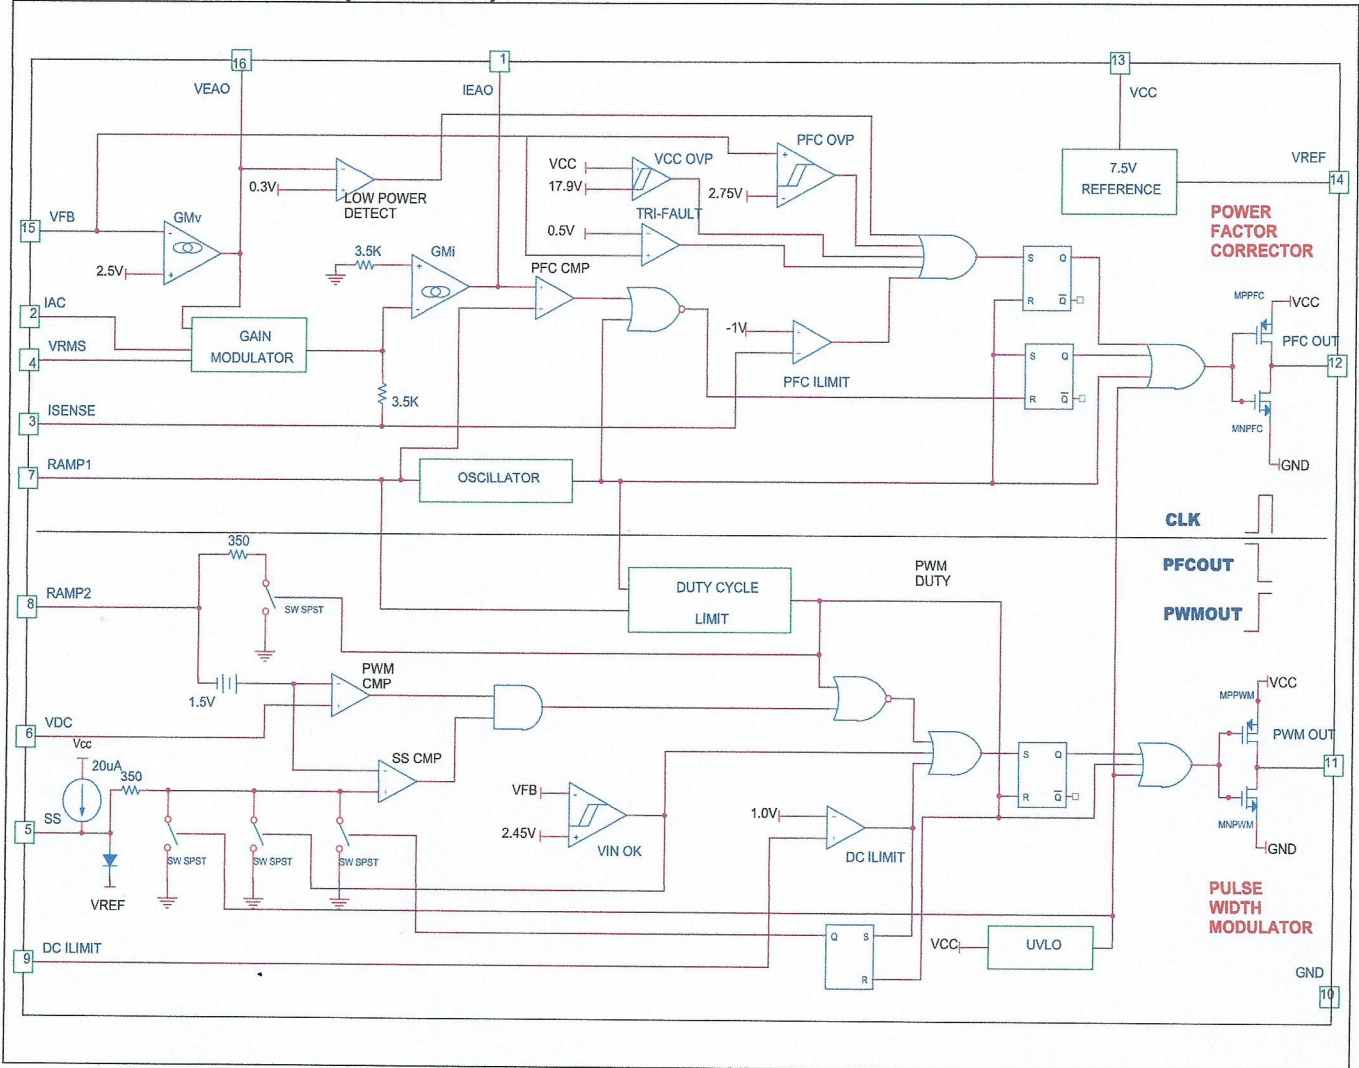 16
1
13
VEAO
IEAO
VCC
PFC OVP
VCC
VCC OVP
7.5V
REFERENCE
VREF
14
0.3V
17.9V
2.75V
LOW POWER
DETECT
TRI-FAULT
POWER
FACTOR
CORRECTOR
15
VFB
GMv
0.5V
2.5V
3.5K
GMi
PFC CMP
S
Q
R
Q
2
IAC
MPPFC
VCC
GAIN
MODULATOR
-1V
PFC OUT
12
4
VRMS
PFC ILIMIT
S
Q
R
Q
3.5K
3
ISENSE
MNPFC
GND
7
RAMP1
OSCILLATOR
CLK
350
PFCOUT
PWM
DUTY
DUTY CYCLE
LIMIT
PWMOUT
8
RAMP2
SW SPST
PWM
CMP
1.5V
VCC
MPPWM
6
VDC
PWM OUT
11
Vcc
20uA
350
SS CMP
S
Q
R
Q
VFB
2.45V
VIN OK
1.0V
DC ILIMIT
MNPWM
GND
5
SS
SW SPST
SW SPST
SW SPST
VREF
PULSE
WIDTH
MODULATOR
9
DC ILIMIT
Q
S
R
VCC
UVLO
GND
10